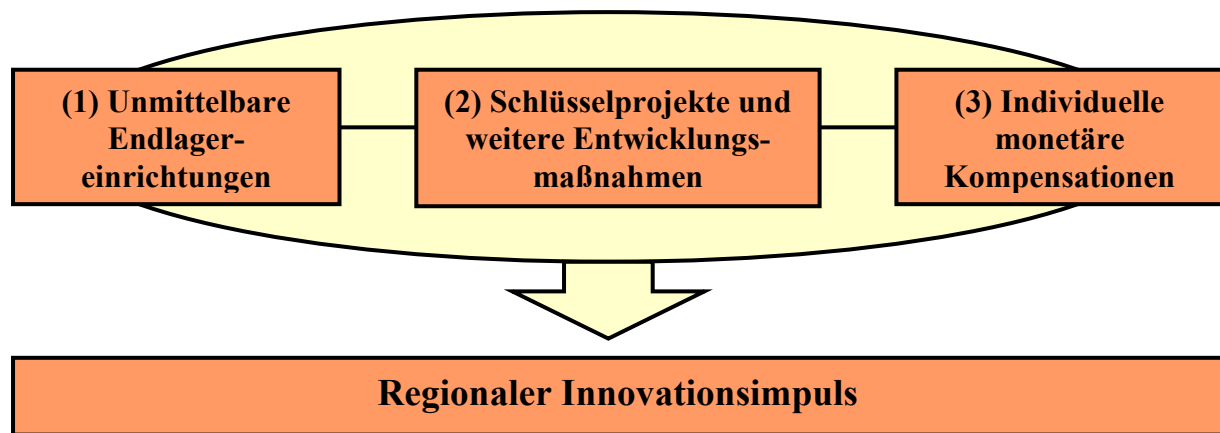 (1) Unmittelbare
Endlager-
einrichtungen
(2) Schlüsselprojekte und
weitere Entwicklungs-
maßnahmen
(3) Individuelle
monetäre
Kompensationen
Regionaler Innovationsimpuls